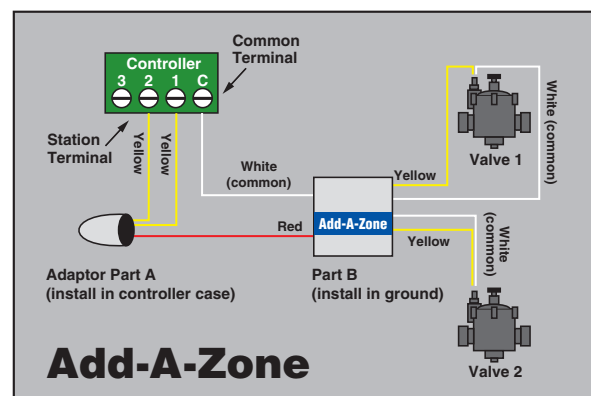 Common
Terminal
Controller
3 2 1 C
Station
Terminal
Yellow
Yellow
White
(common)
Red
Adaptor Part A
(install in controller case)
Add-A-Zone
Part B
(install in ground)
Yellow
Valve 1
White
(common)
Yellow
White
(common)
Valve 2
Add-A-Zone